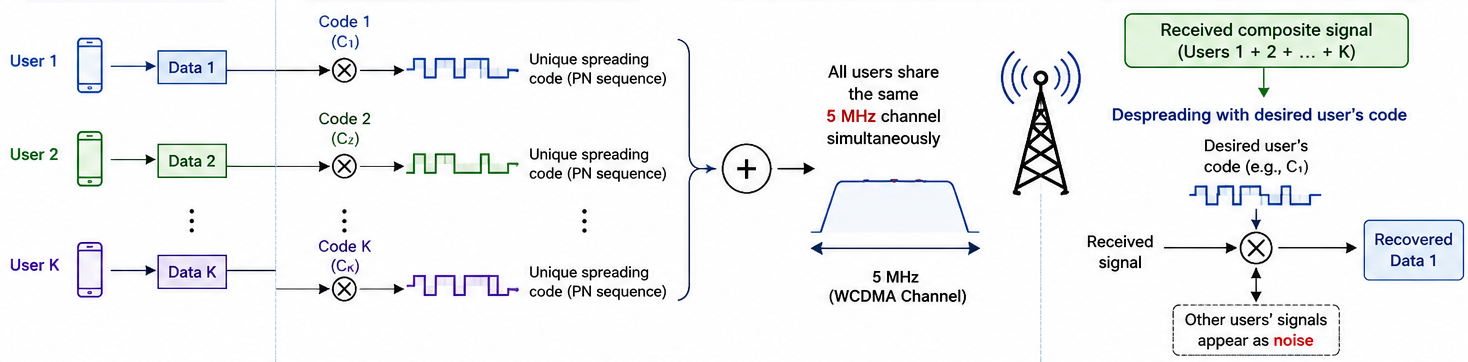 User 1
Data 1
Code 1
(C₁)
Unique spreading
code (PN sequence)
User 2
Data 2
Code 2
(C₂)
Unique spreading
code (PN sequence)
User K
Data K
Code K
(Cₖ)
Unique spreading
code (PN sequence)
All users share
the same
5 MHz channel
simultaneously
5 MHz
(WCDMA Channel)
Received composite signal
(Users 1 + 2 + ... + K)
Despreading with desired user's code
Desired user's
code (e.g., C₁)
Received
signal
Recovered
Data 1
Other users' signals
appear as noise